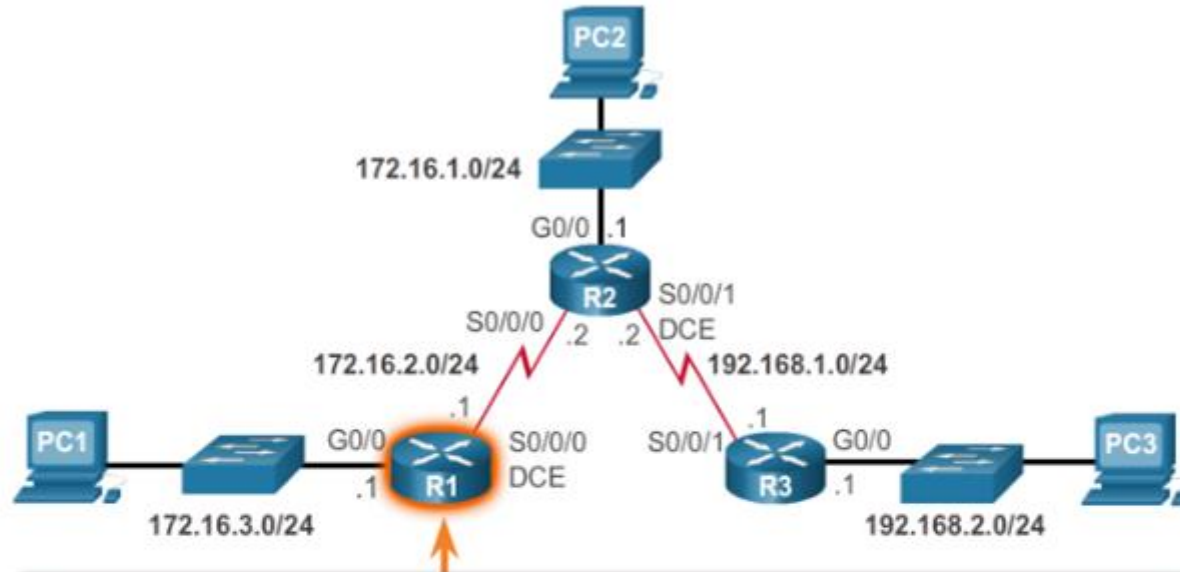 PC2
172.16.1.0/24
G0/0 .1
R2
S0/0/1
S0/0/0 .2 .2 DCE
172.16.2.0/24 192.168.1.0/24
.1 .1
PC1 G0/0 S0/0/0 S0/0/1 G0/0 PC3
.1 R1 DCE R3 .1
172.16.3.0/24 192.168.2.0/24